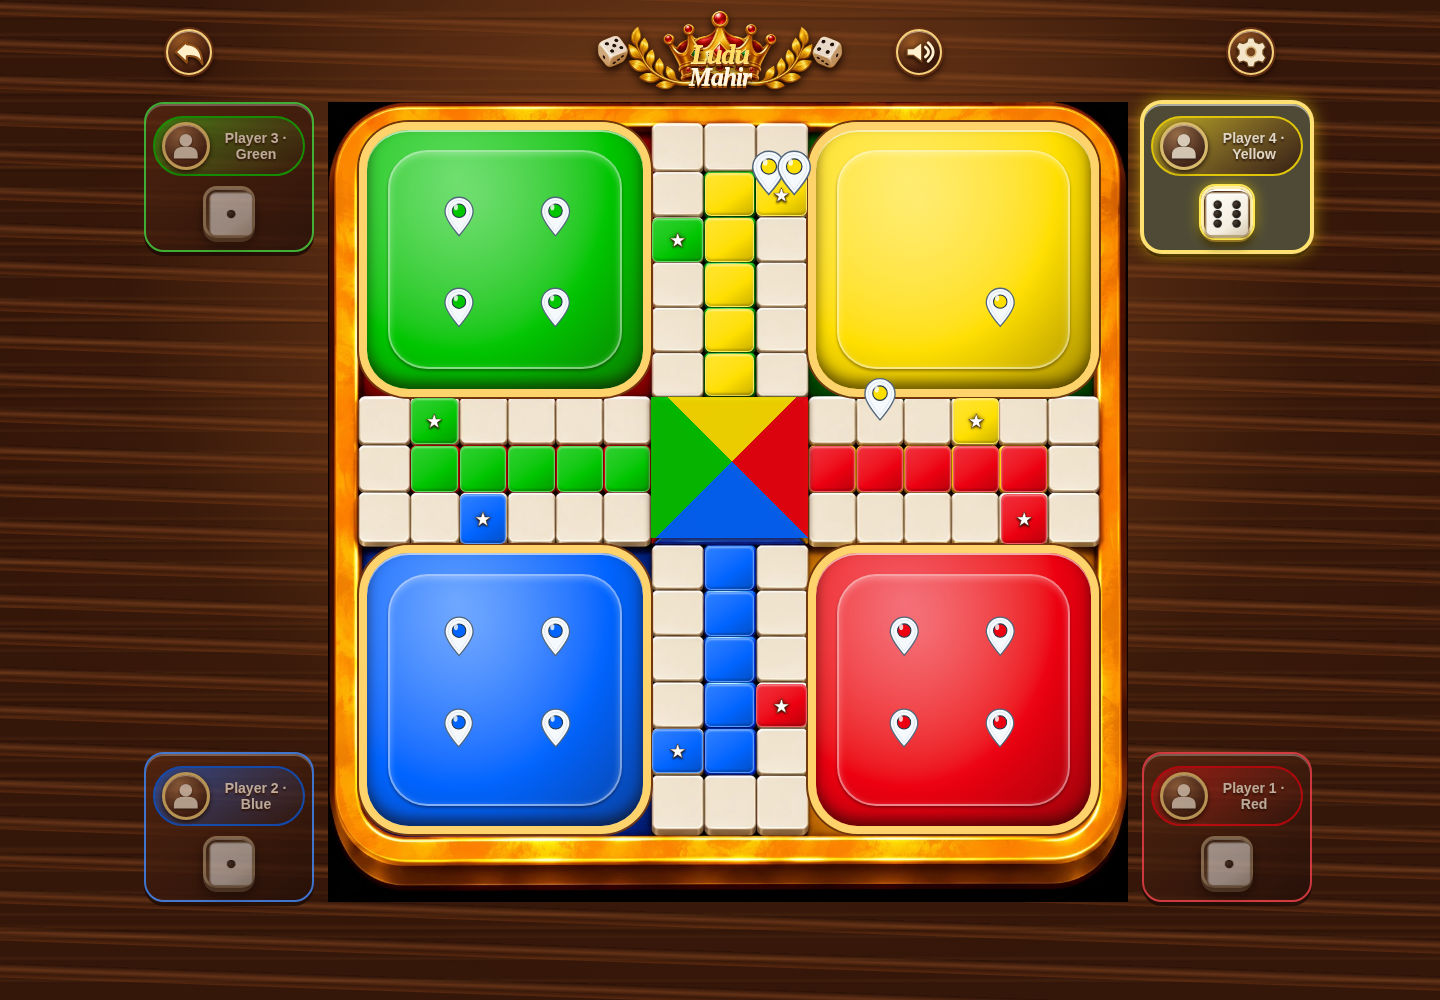 Ludu
Mahir
Player 3 ·
Green
Player 4 ·
Yellow
Player 2 ·
Blue
Player 1 ·
Red